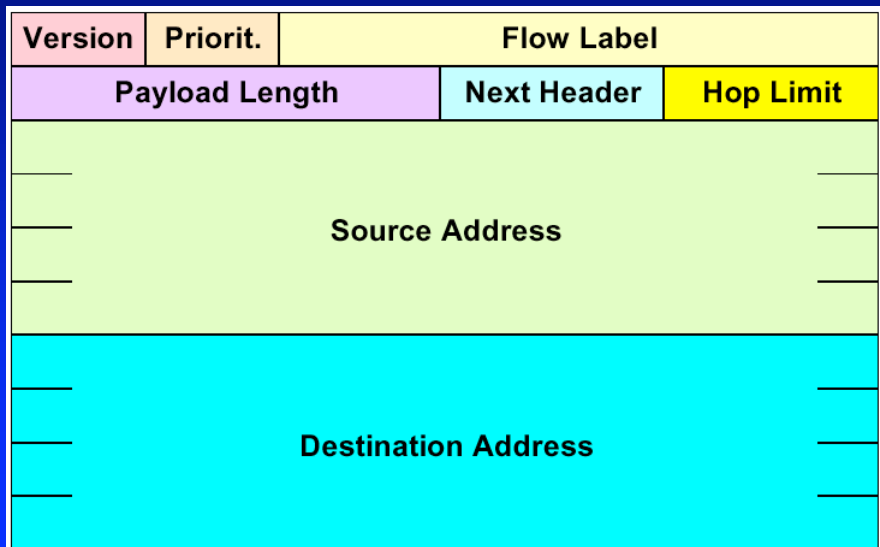 Version Priorit. Flow Label
Payload Length Next Header Hop Limit
Source Address
Destination Address